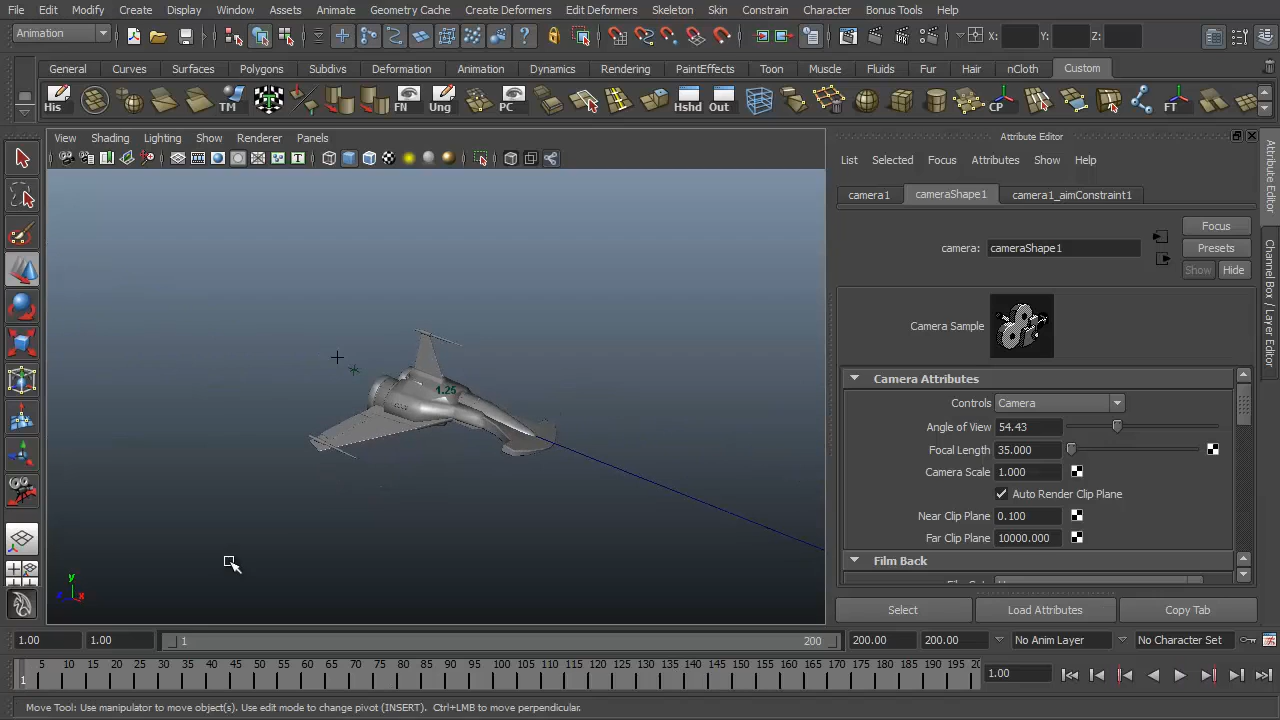 File Edit Modify Create Display Window Assets Animate Geometry Cache Create Deformers Edit Deformers Skeleton Skin Constrain Character Bonus Tools Help
Animation X: Y: Z:
General Curves Surfaces Polygons Subdivs Deformation Animation Dynamics Rendering PaintEffects Toon Muscle Fluids Fur Hair nCloth Custom
His TM FN Ung PC Hshd Out CP FT
View Shading Lighting Show Renderer Panels
Attribute Editor
List Selected Focus Attributes Show Help
camera1 cameraShape1 camera1_aimConstraint1
Focus
camera: cameraShape1 Presets
Show Hide
Camera Sample
Camera Attributes
Controls Camera
Angle of View 54.43
Focal Length 35.000
Camera Scale 1.000
Auto Render Clip Plane
Near Clip Plane 0.100
Far Clip Plane 10000.000
Film Back
Select Load Attributes Copy Tab
Attribute Editor
Channel Box / Layer Editor
1.25
y
x
1.00 1.00 1 200 200.00 200.00 No Anim Layer No Character Set
1 5 10 15 20 25 30 35 40 45 50 55 60 65 70 75 80 85 90 95 100 105 110 115 120 125 130 135 140 145 150 155 160 165 170 175 180 185 190 195 1.00
Move Tool: Use manipulator to move object(s). Use edit mode to change pivot (INSERT). Ctrl+LMB to move perpendicular.